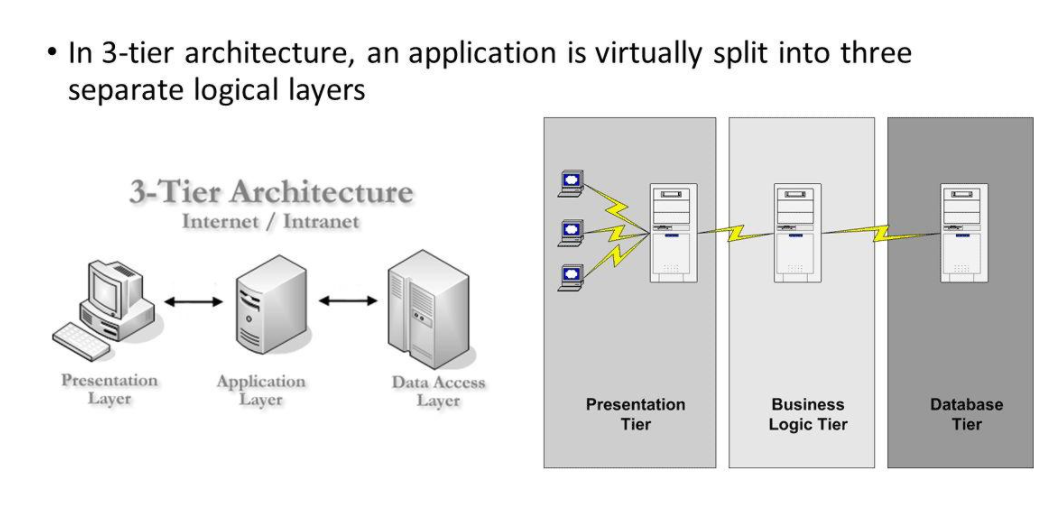 • In 3-tier architecture, an application is virtually split into three
separate logical layers
3-Tier Architecture
Internet / Intranet
Presentation
Layer
Application
Layer
Data Access
Layer
Presentation
Tier
Business
Logic Tier
Database
Tier